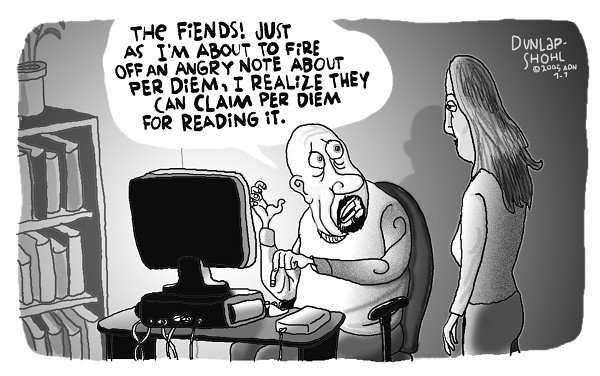 THE FIENDS! JUST
AS I'M ABOUT TO FIRE
OFF AN ANGRY NOTE ABOUT
PER DIEM, I REALIZE THEY
CAN CLAIM PER DIEM
FOR READING IT.
DUNLAP-
SHOHL
©2005 ADN
7-7